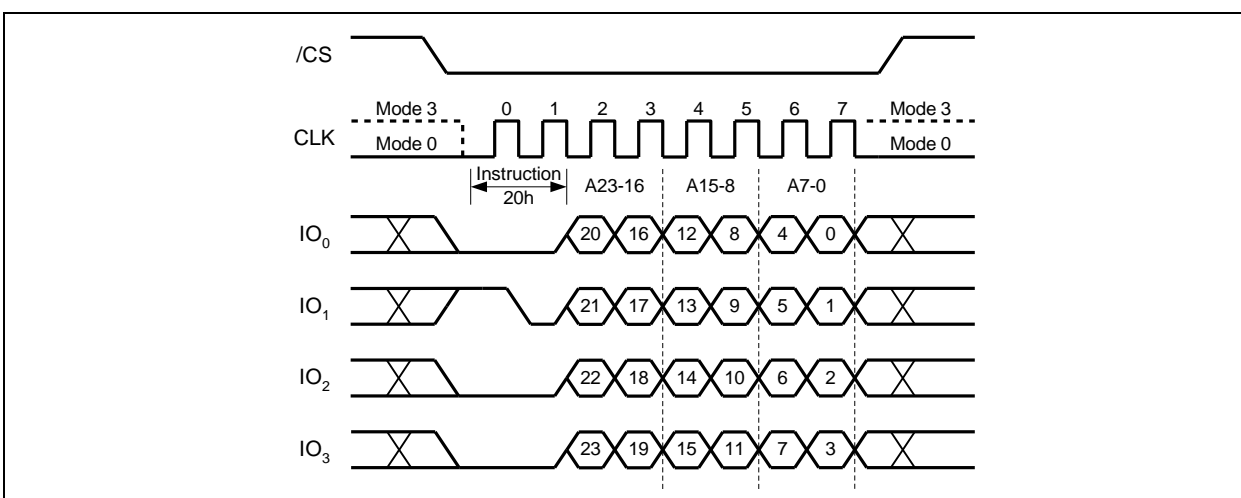 /CS
Mode 3 0 1 2 3 4 5 6 7 Mode 3
CLK Mode 0 Mode 0
Instruction A23-16 A15-8 A7-0
20h
IO0 20 16 12 8 4 0
IO1 21 17 13 9 5 1
IO2 22 18 14 10 6 2
IO3 23 19 15 11 7 3